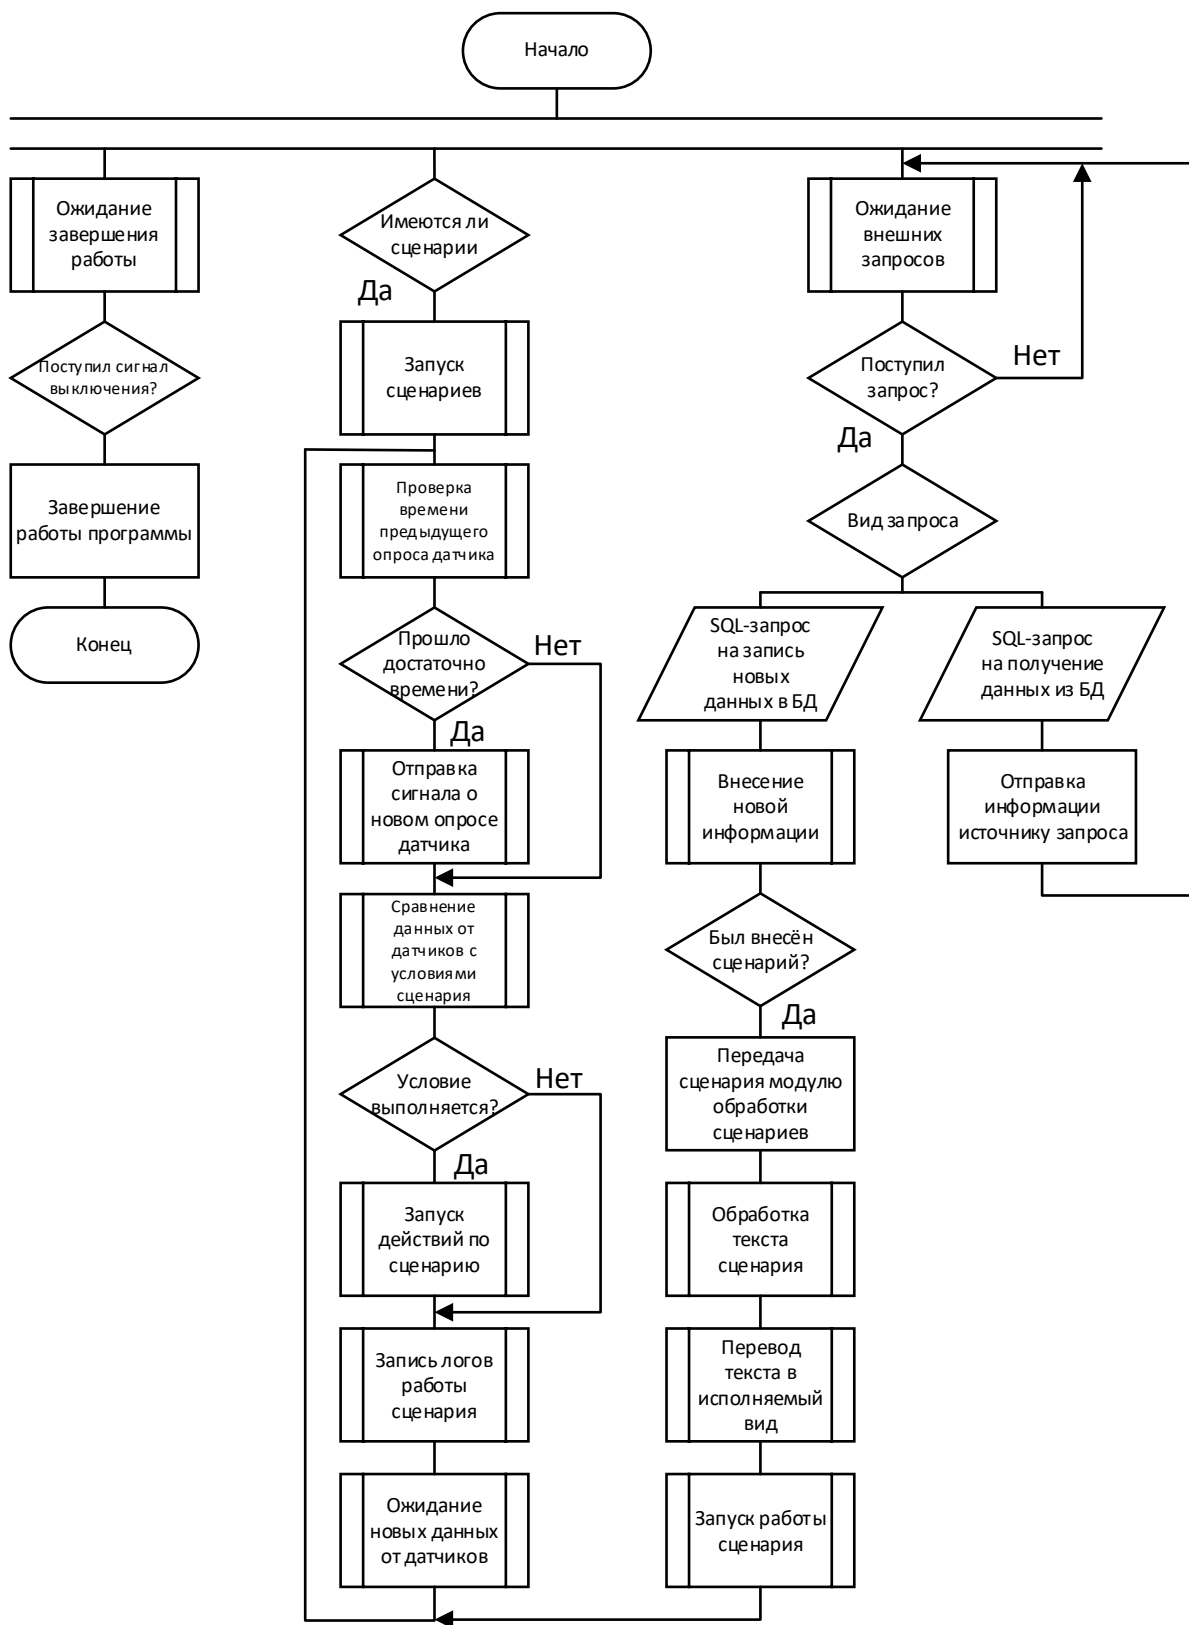 Начало
Ожидание
завершения
работы
Поступил сигнал
выключения?
Завершение
работы программы
Конец
Имеются ли
сценарии
Да
Запуск
сценариев
Проверка
времени
предыдущего
опроса датчика
Прошло
достаточно
времени?
Нет
Да
Отправка
сигнала о
новом опросе
датчика
Сравнение
данных от
датчиков с
условиями
сценария
Условие
выполняется?
Нет
Да
Запуск
действий по
сценарию
Запись логов
работы
сценария
Ожидание
новых данных
от датчиков
Ожидание
внешних
запросов
Поступил
запрос?
Нет
Да
Вид запроса
SQL-запрос
на запись
новых
данных в БД
Внесение
новой
информации
Был внесён
сценарий?
Да
Передача
сценария модулю
обработки
сценариев
Обработка
текста
сценария
Перевод
текста в
исполняемый
вид
Запуск работы
сценария
SQL-запрос
на получение
данных из БД
Отправка
информации
источнику запроса